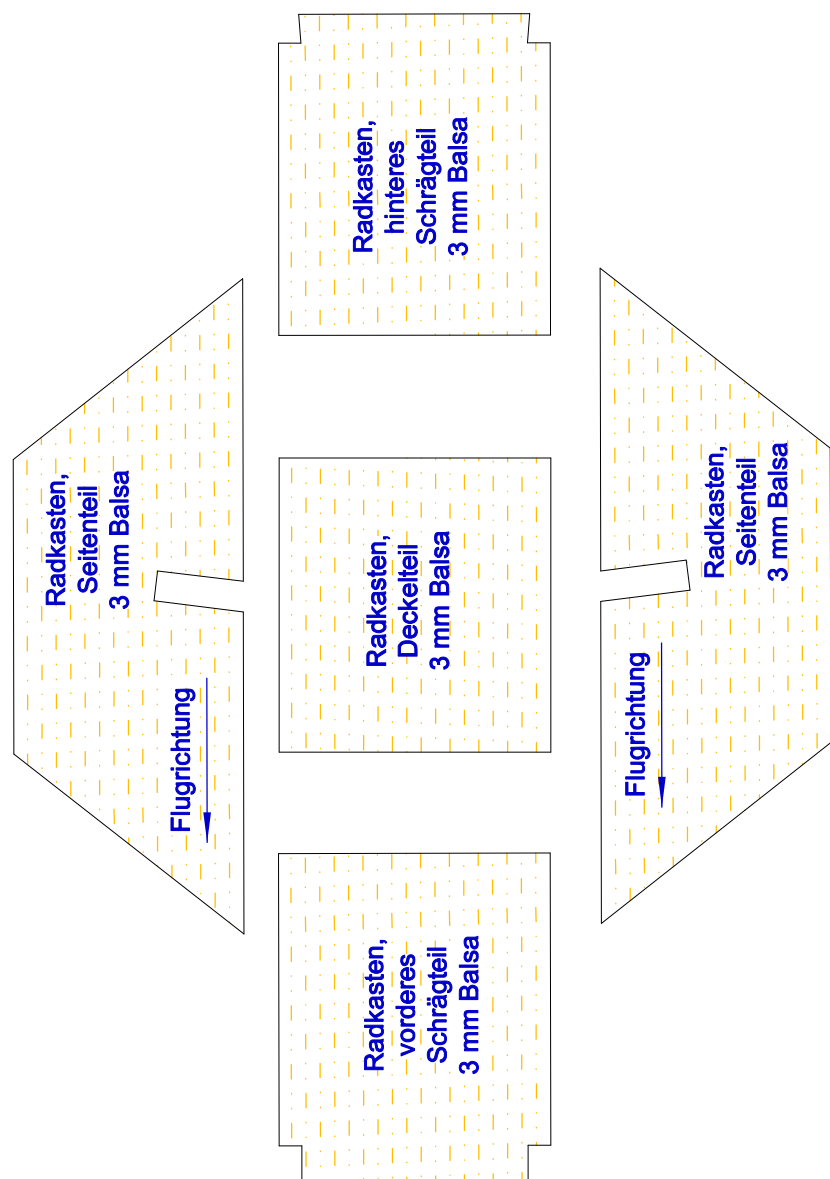 Radkasten,
hinteres
Schrägteil
3 mm Balsa
Radkasten,
Seitenteil
3 mm Balsa
Flugrichtung
Radkasten,
Deckelteil
3 mm Balsa
Radkasten,
Seitenteil
3 mm Balsa
Flugrichtung
Radkasten,
vorderes
Schrägteil
3 mm Balsa